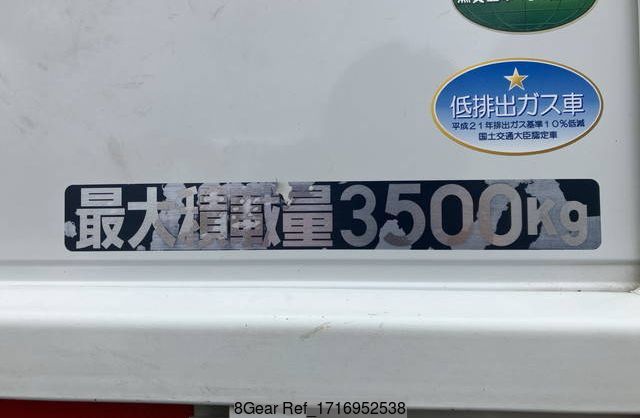 低排出ガス車
平成21年排出ガス基準10%低減
国土交通大臣認定車
最大積載量3500Kg
8Gear Ref_1716952538